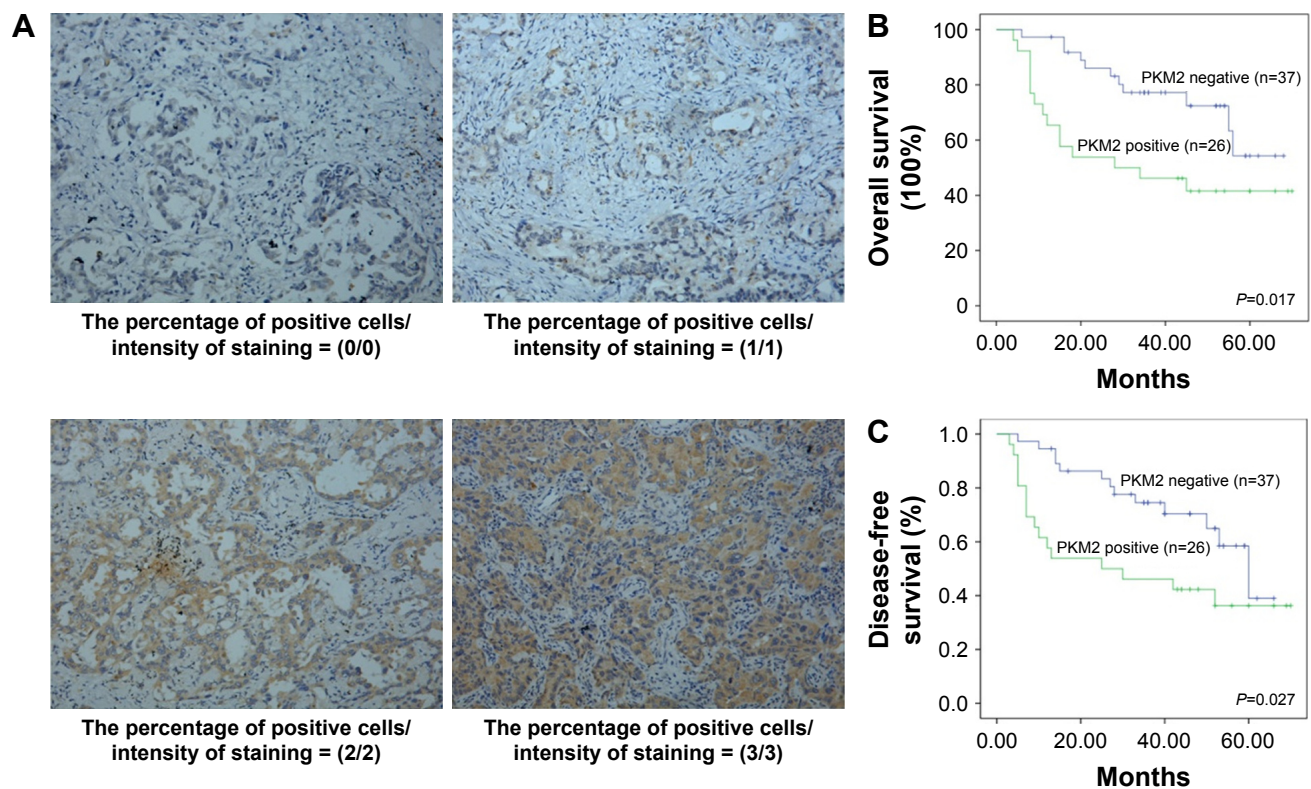 A
The percentage of positive cells/
intensity of staining = (0/0)
The percentage of positive cells/
intensity of staining = (1/1)
The percentage of positive cells/
intensity of staining = (2/2)
The percentage of positive cells/
intensity of staining = (3/3)
B
Overall survival
(100%)
100
80
60
40
20
0
PKM2 negative (n=37)
PKM2 positive (n=26)
P=0.017
0.00 20.00 40.00 60.00
Months
C
Disease-free
survival (%)
1.0
0.8
0.6
0.4
0.2
0.0
PKM2 negative (n=37)
PKM2 positive (n=26)
P=0.027
0.00 20.00 40.00 60.00
Months